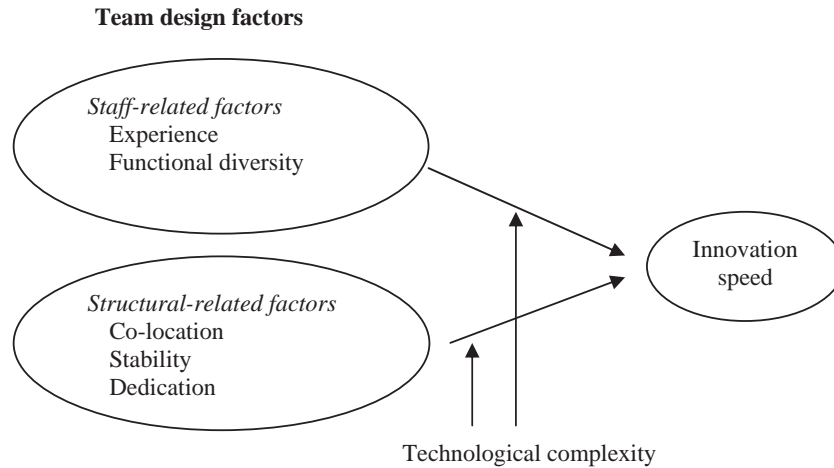 Team design factors
Staff-related factors
Experience
Functional diversity
Innovation
speed
Structural-related factors
Co-location
Stability
Dedication
Technological complexity